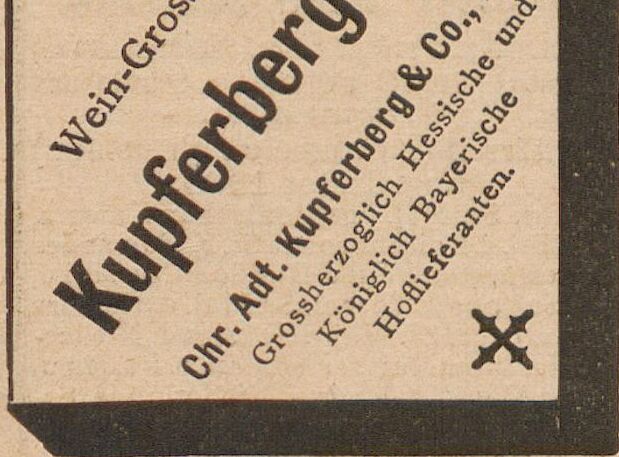 Wein-Gros
Kupferberg
Chr. Adt. Kupferberg & Co.,
Grossherzoglich Hessische und
Königlich Bayerische
Hoflieferanten.